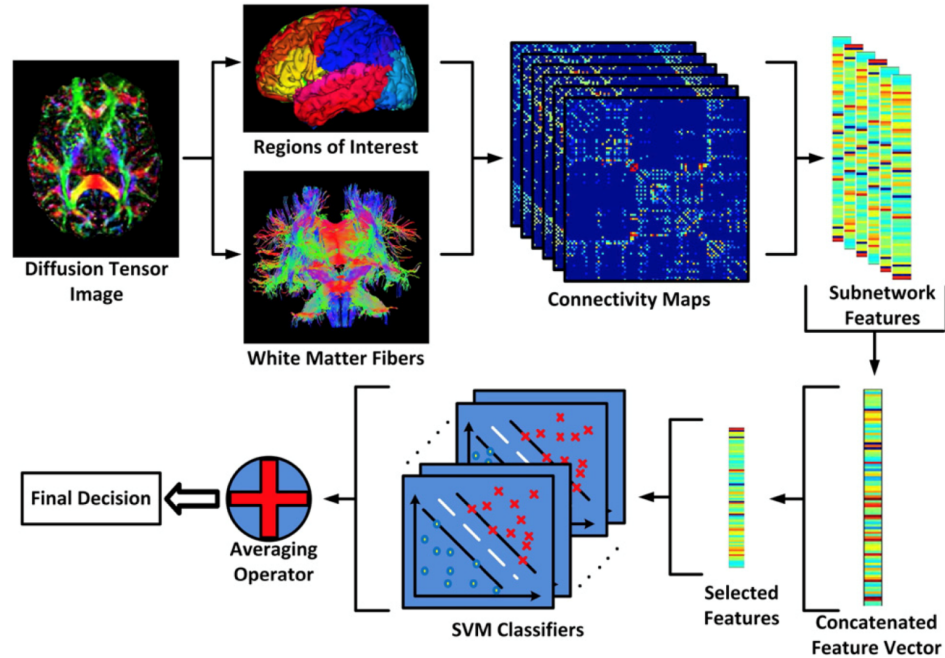 Regions of Interest
Diffusion Tensor
Image
White Matter Fibers
Connectivity Maps
Subnetwork
Features
Final Decision
Averaging
Operator
SVM Classifiers
Selected
Features
Concatenated
Feature Vector